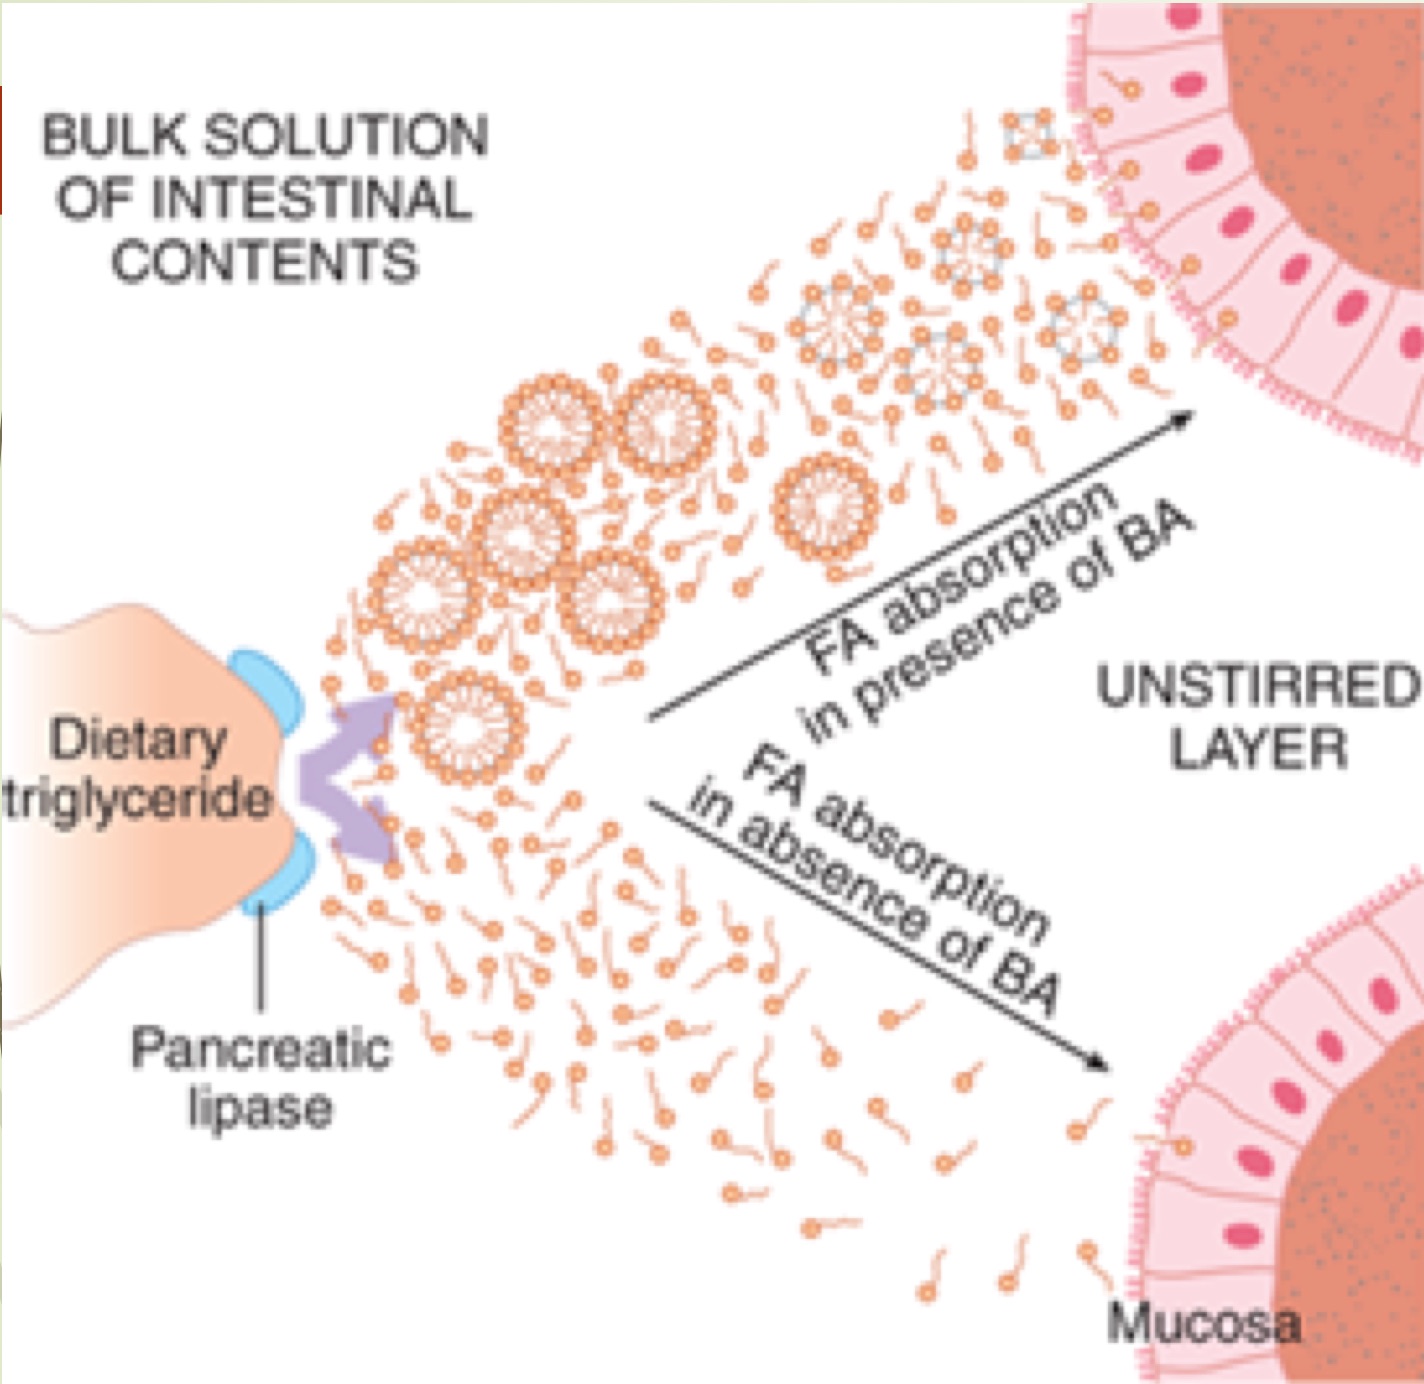 BULK SOLUTION
OF INTESTINAL
CONTENTS
FA absorption
in presence of BA
UNSTIRRED
LAYER
Dietary
triglyceride
FA absorption
in absence of BA
Pancreatic
lipase
Mucosa